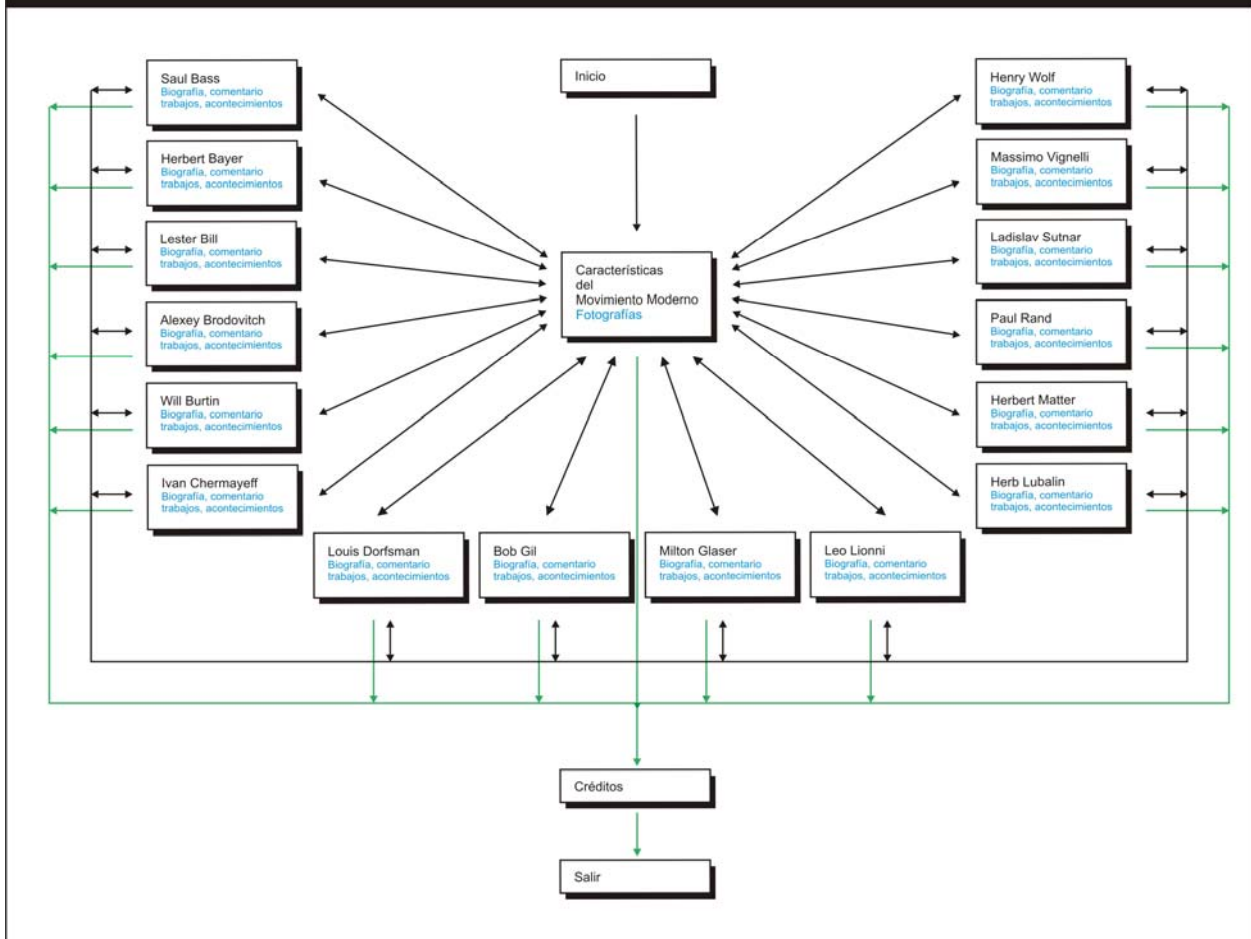 Inicio
Características
del
Movimiento Moderno
Fotografías
Saul Bass
Biografía, comentario
trabajos, acontecimientos
Herbert Bayer
Biografía, comentario
trabajos, acontecimientos
Lester Bill
Biografía, comentario
trabajos, acontecimientos
Alexey Brodovitch
Biografía, comentario
trabajos, acontecimientos
Will Burtin
Biografía, comentario
trabajos, acontecimientos
Ivan Chermayeff
Biografía, comentario
trabajos, acontecimientos
Louis Dorfsman
Biografía, comentario
trabajos, acontecimientos
Bob Gil
Biografía, comentario
trabajos, acontecimientos
Milton Glaser
Biografía, comentario
trabajos, acontecimientos
Leo Lionni
Biografía, comentario
trabajos, acontecimientos
Henry Wolf
Biografía, comentario
trabajos, acontecimientos
Massimo Vignelli
Biografía, comentario
trabajos, acontecimientos
Ladislav Sutnar
Biografía, comentario
trabajos, acontecimientos
Paul Rand
Biografía, comentario
trabajos, acontecimientos
Herbert Matter
Biografía, comentario
trabajos, acontecimientos
Herb Lubalin
Biografía, comentario
trabajos, acontecimientos
Créditos
Salir